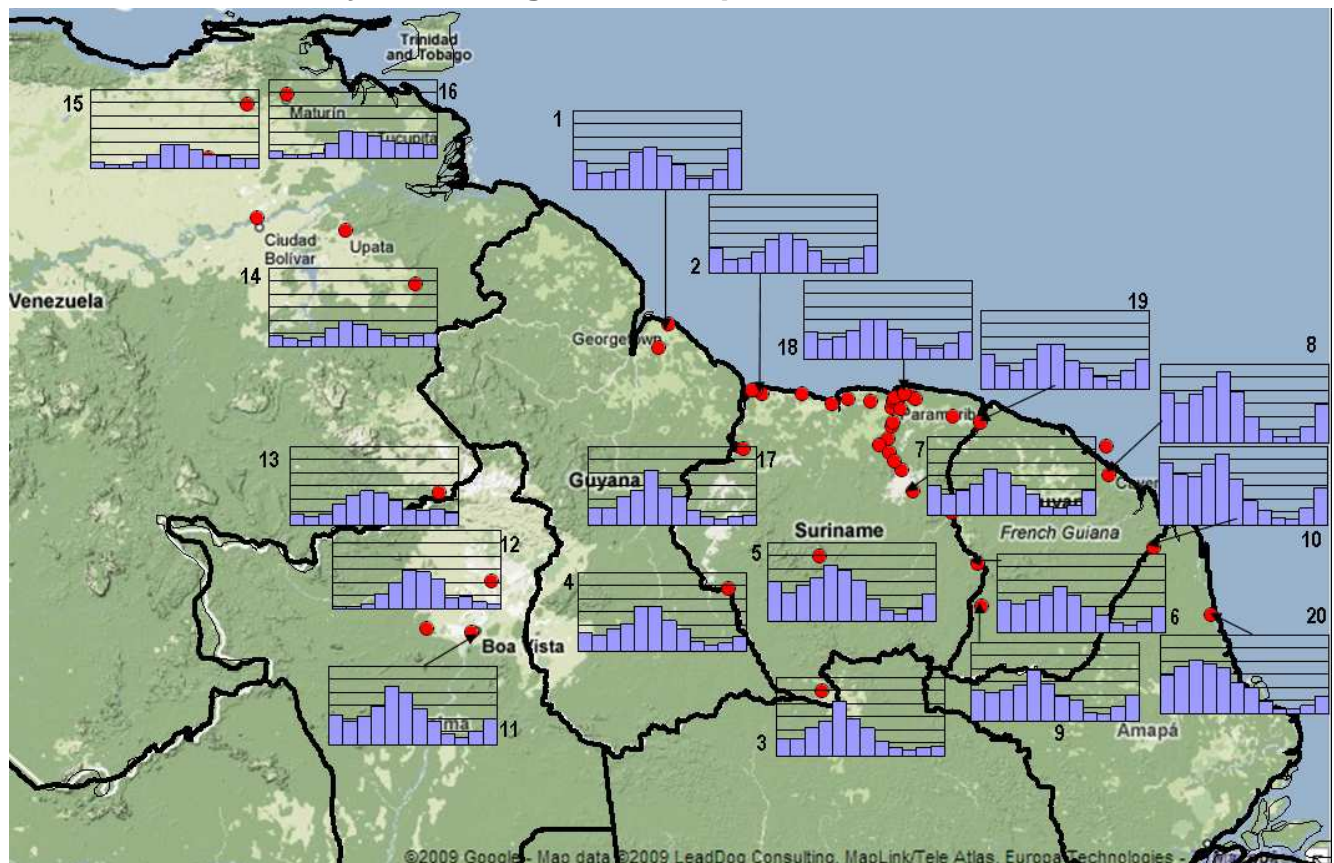 Trinidad
and Tobago
15
16
Maturín
Tucupita
1
Ciudad
Bolívar
Upata
2
14
Venezuela
19
Georgetown
18
8
Paramaribo
13
17
7
Guyana
Suriname
French Guiana
12
10
5
4
6
20
Boa Vista
11
3
9
Amapá
©2009 Google - Map data ©2009 LeadDog Consulting, MapLink/Tele Atlas, Europa Technologies -